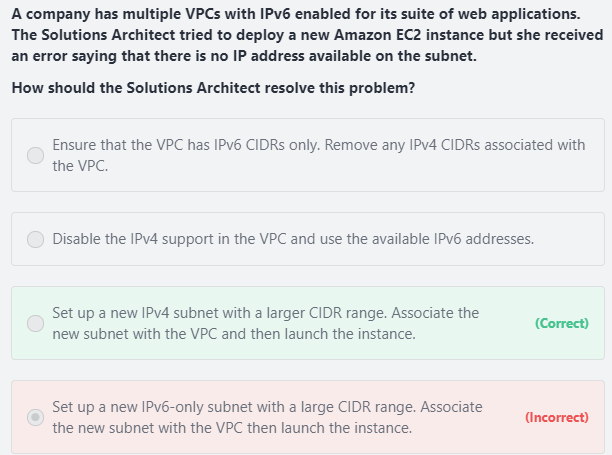 A company has multiple VPCs with IPv6 enabled for its suite of web applications.
The Solutions Architect tried to deploy a new Amazon EC2 instance but she received
an error saying that there is no IP address available on the subnet.
How should the Solutions Architect resolve this problem?
Ensure that the VPC has IPv6 CIDRs only. Remove any IPv4 CIDRs associated with
the VPC.
Disable the IPv4 support in the VPC and use the available IPv6 addresses.
Set up a new IPv4 subnet with a larger CIDR range. Associate the
new subnet with the VPC and then launch the instance.
(Correct)
Set up a new IPv6-only subnet with a large CIDR range. Associate
the new subnet with the VPC then launch the instance.
(Incorrect)